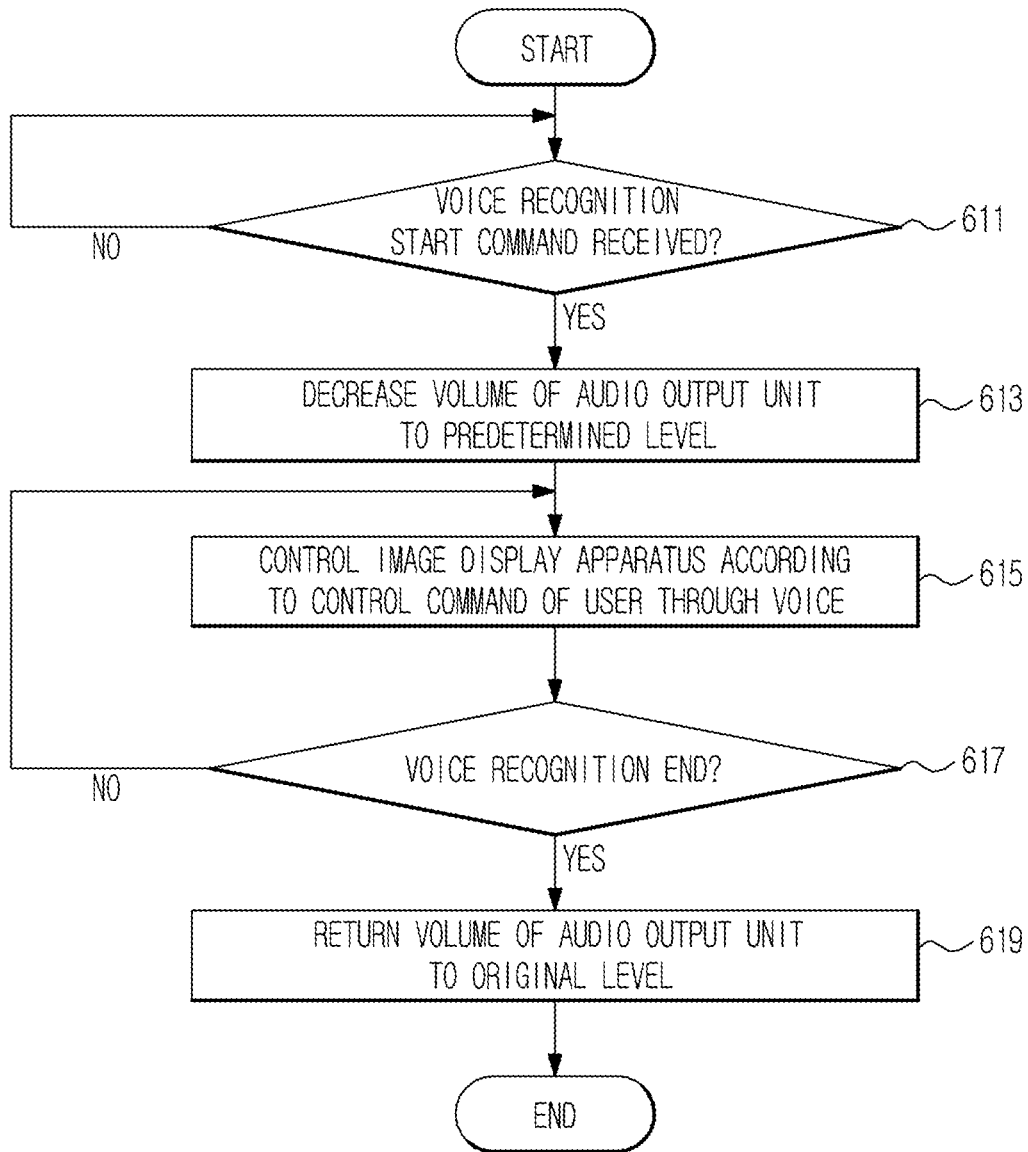 START
VOICE RECOGNITION
START COMMAND RECEIVED?
611
NO
YES
DECREASE VOLUME OF AUDIO OUTPUT UNIT
TO PREDETERMINED LEVEL
613
CONTROL IMAGE DISPLAY APPARATUS ACCORDING
TO CONTROL COMMAND OF USER THROUGH VOICE
615
VOICE RECOGNITION END?
617
NO
YES
RETURN VOLUME OF AUDIO OUTPUT UNIT
TO ORIGINAL LEVEL
619
END